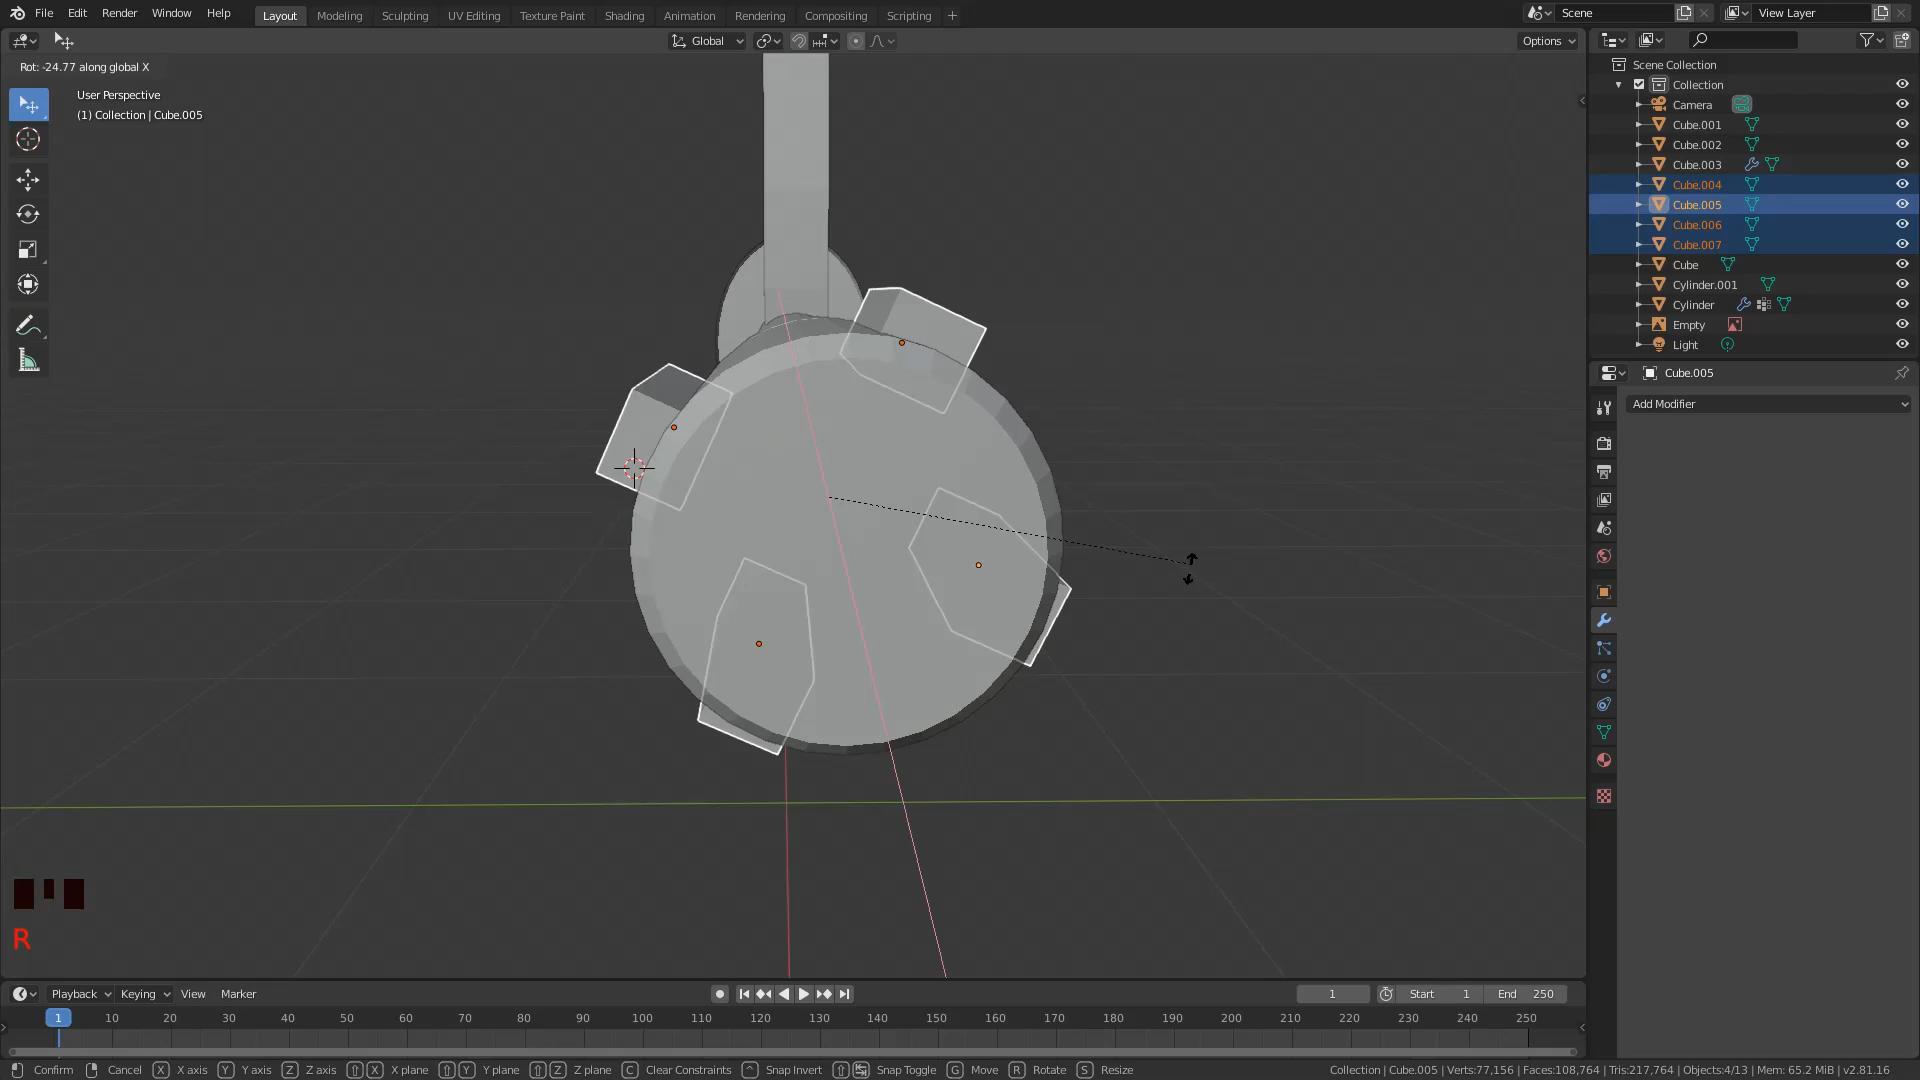 File Edit Render Window Help Layout Modeling Sculpting UV Editing Texture Paint Shading Animation Rendering Compositing Scripting + Scene View Layer
Global Options
Rot: -24.77 along global X
User Perspective
(1) Collection | Cube.005
Scene Collection
Collection
Camera
Cube.001
Cube.002
Cube.003
Cube.004
Cube.005
Cube.006
Cube.007
Cube
Cylinder.001
Cylinder
Empty
Light
Cube.005
Add Modifier
R
Playback Keying View Marker 1 Start 1 End 250
1 10 20 30 40 50 60 70 80 90 100 110 120 130 140 150 160 170 180 190 200 210 220 230 240 250
Confirm Cancel X X axis Y Y axis Z Z axis X X plane Y Y plane Z Z plane C Clear Constraints ^ Snap Invert Snap Toggle G Move R Rotate S Resize Collection | Cube.005 | Verts:77,156 | Faces:108,764 | Tris:217,764 | Objects:4/13 | Mem: 65.2 MiB | v2.81.16